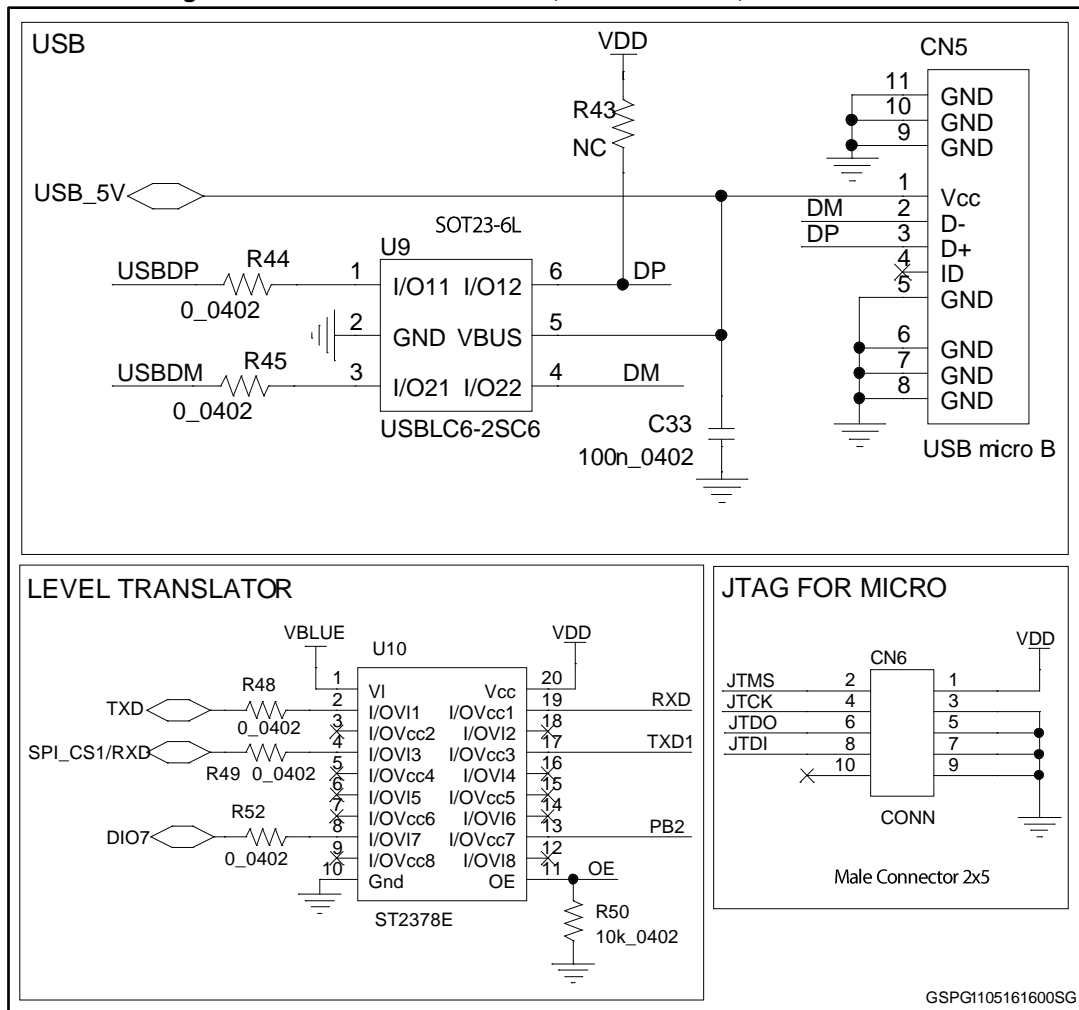 USB
VDD
CN5
R43
NC
11 GND
10 GND
9 GND
USB_5V
1 Vcc
DM 2 D-
DP 3 D+
4 ID
5 GND
6 GND
7 GND
8 GND
USB micro B
SOT23-6L
U9
USBDP R44 1 I/O11 I/O12 6 DP
0_0402
2 GND VBUS 5
USBDM R45 3 I/O21 I/O22 4 DM
0_0402
USBLC6-2SC6
C33
100n_0402
LEVEL TRANSLATOR
VBLUE U10 VDD
1 VI Vcc 20
TXD R48 2 I/OVI1 I/OVcc1 19 RXD
0_0402
3 I/OVcc2 I/OVI2 18
SPI_CS1/RXD 4 I/OVI3 I/OVcc3 17 TXD1
R49 0_0402
5 I/OVcc4 I/OVI4 16
6 I/OVI5 I/OVcc5 15
7 I/OVcc6 I/OVI6 14
DIO7 R52 8 I/OVI7 I/OVcc7 13 PB2
0_0402
9 I/OVcc8 I/OVI8 12
10 Gnd OE 11 OE
ST2378E
R50
10k_0402
JTAG FOR MICRO
VDD
CN6
JTMS 2 1
JTCK 4 3
JTDO 6 5
JTDI 8 7
10 9
CONN
Male Connector 2x5
GSPG1105161600SG